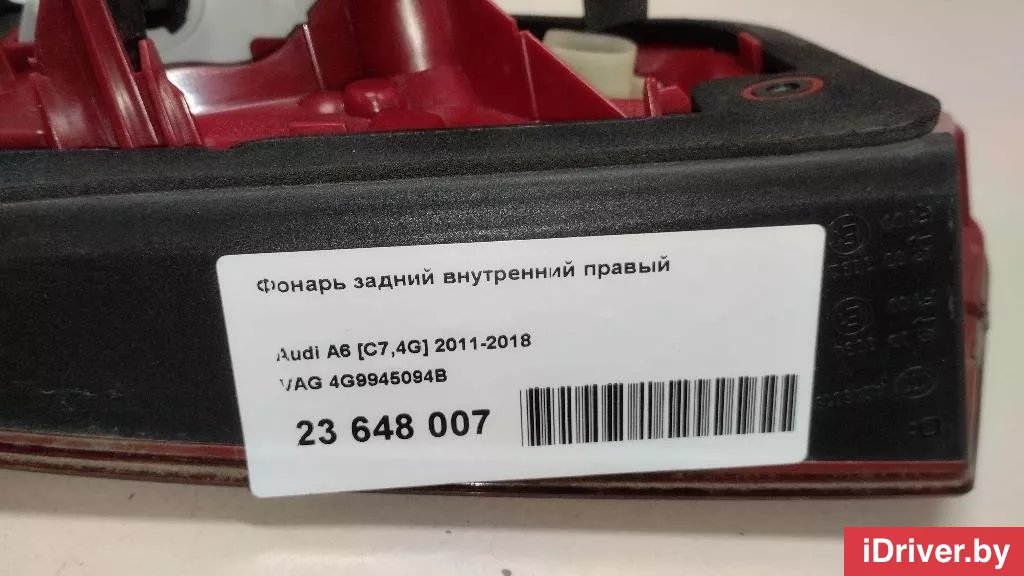 Фонарь задний внутренний правый
Audi A6 [C7,4G] 2011-2018
VAG 4G9945094B
23 648 007
iDriver.by